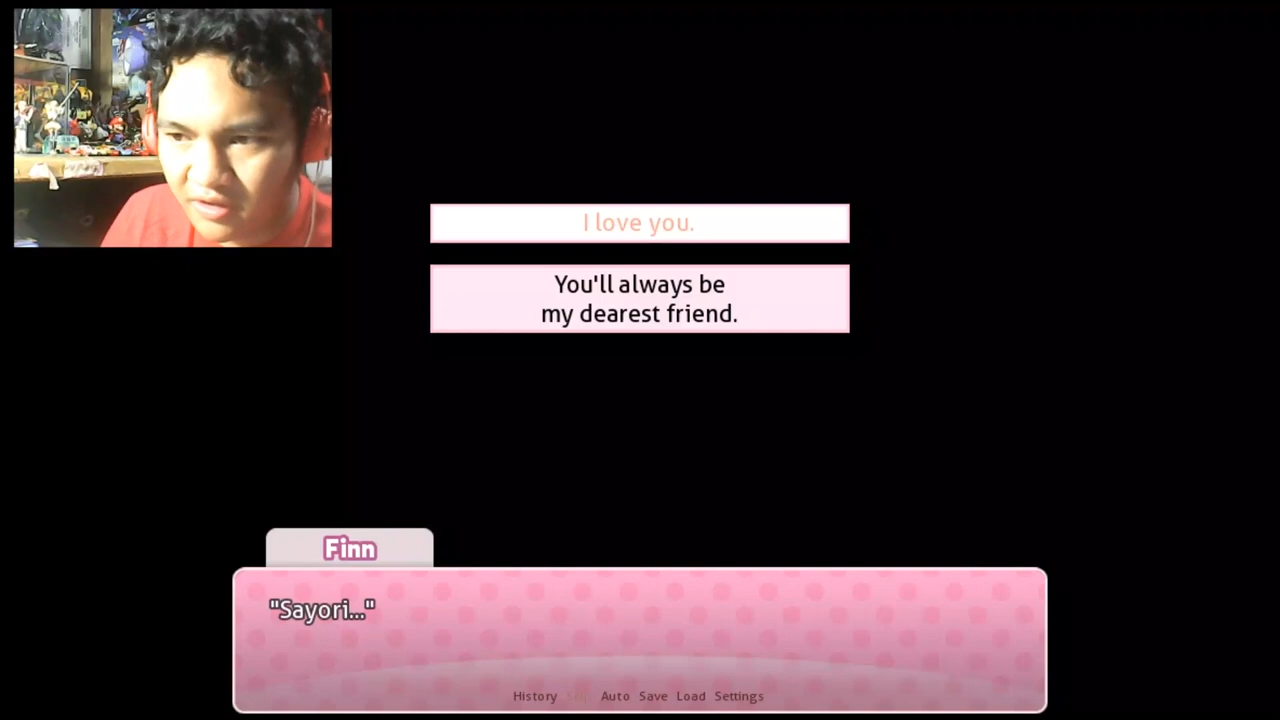 I love you.
You'll always be
my dearest friend.
Finn
"Sayori..."
History Auto Save Load Settings